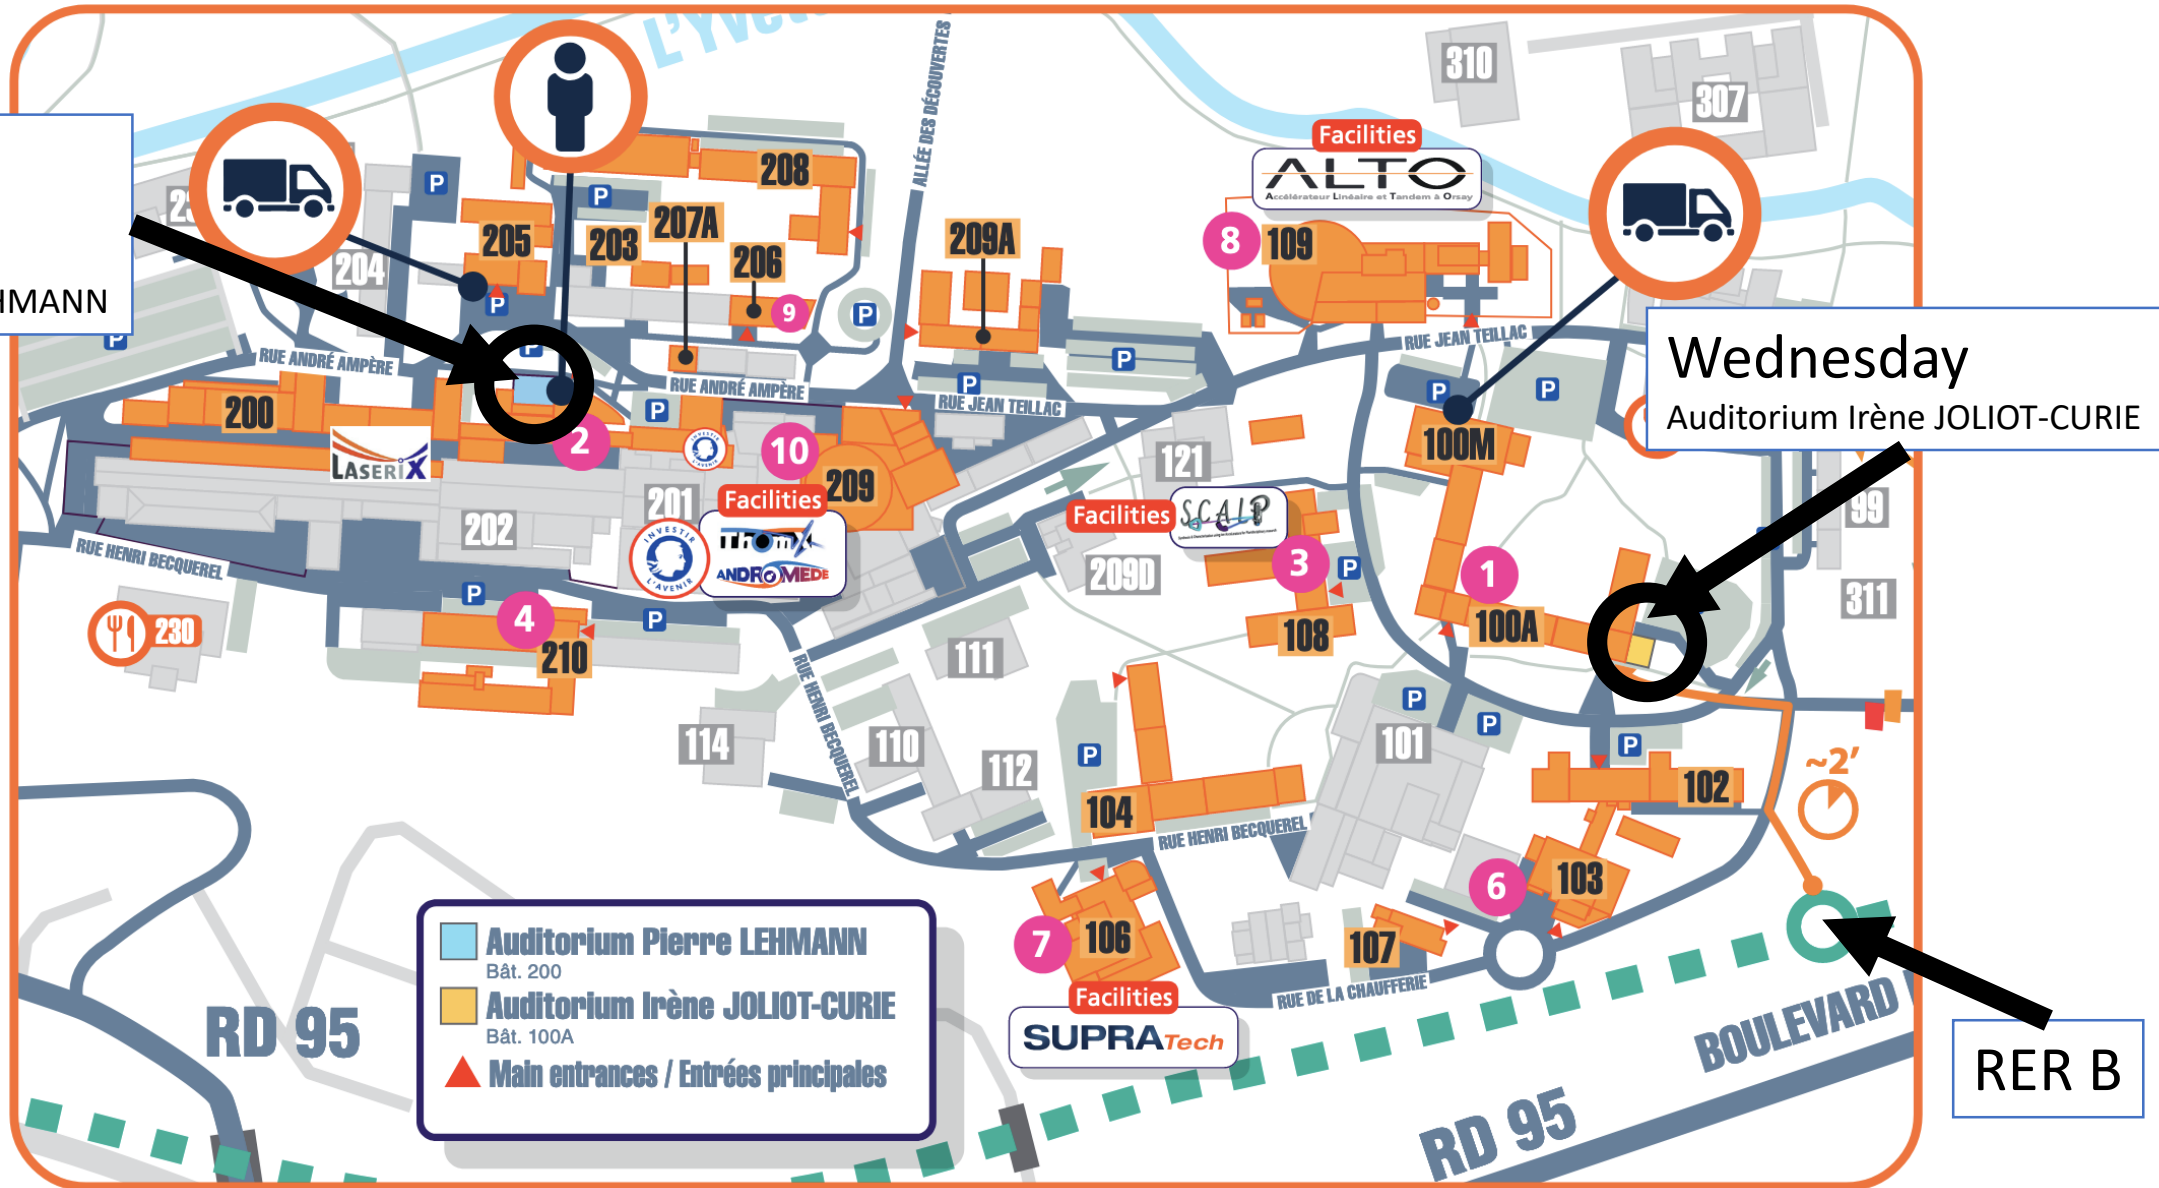 L'Yvette
310
307
Facilities
ALTO
Accélérateur Linéaire et Tandem à Orsay
ALLÉE DES DÉCOUVERTES
208
P
P
205
203
207A
206
209A
8
109
204
P
9
P
HMANN
P
P
P
RUE ANDRÉ AMPÈRE
RUE ANDRÉ AMPÈRE
P
RUE JEAN TEILLAC
RUE JEAN TEILLAC
Wednesday
Auditorium Irène JOLIOT-CURIE
P
P
200
P
2
LASERIX
10
209
121
100M
201
Facilities
202
INVESTIR
L'AVENIR
ThomX
ANDROMEDE
Facilities
SCALP
99
RUE HENRI BECQUEREL
209D
3
P
1
311
P
4
P
230
210
108
100A
111
RUE HENRI BECQUEREL
114
110
112
P
101
P
P
P
102
~2'
104
RUE HENRI BECQUEREL
103
6
7
106
107
Facilities
SUPRATech
RUE DE LA CHAUFFERIE
Auditorium Pierre LEHMANN
Bât. 200
Auditorium Irène JOLIOT-CURIE
Bât. 100A
Main entrances / Entrées principales
RD 95
BOULEVARD
RD 95
RER B